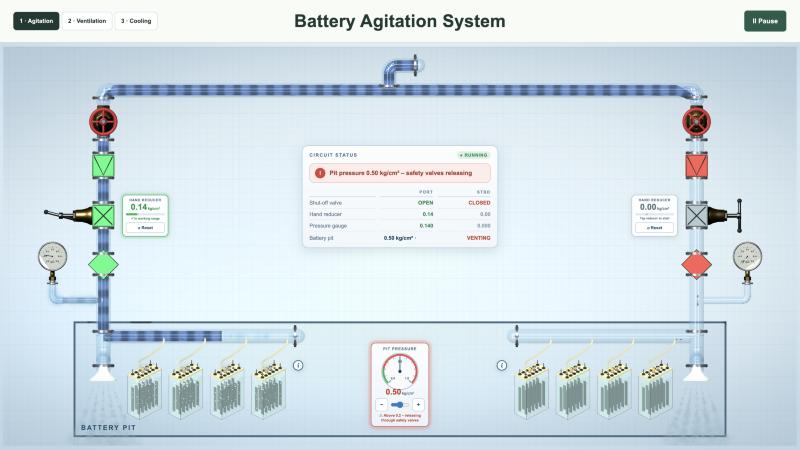 1 · Agitation
2 · Ventilation
3 · Cooling
Battery Agitation System
II Pause
CIRCUIT STATUS
● RUNNING
! Pit pressure 0.50 kg/cm² – safety valves releasing
PORT
STBD
Shut-off valve OPEN CLOSED
Hand reducer 0.14 0.00
Pressure gauge 0.140 0.000
Battery pit 0.50 kg/cm² · VENTING
HAND REDUCER
0.14 kg/cm²
Reset
HAND REDUCER
0.00 kg/cm²
Reset
PIT PRESSURE
0.50 kg/cm²
− +
⚠ Above 0.2 – releasing
through safety valves
i
i
BATTERY PIT